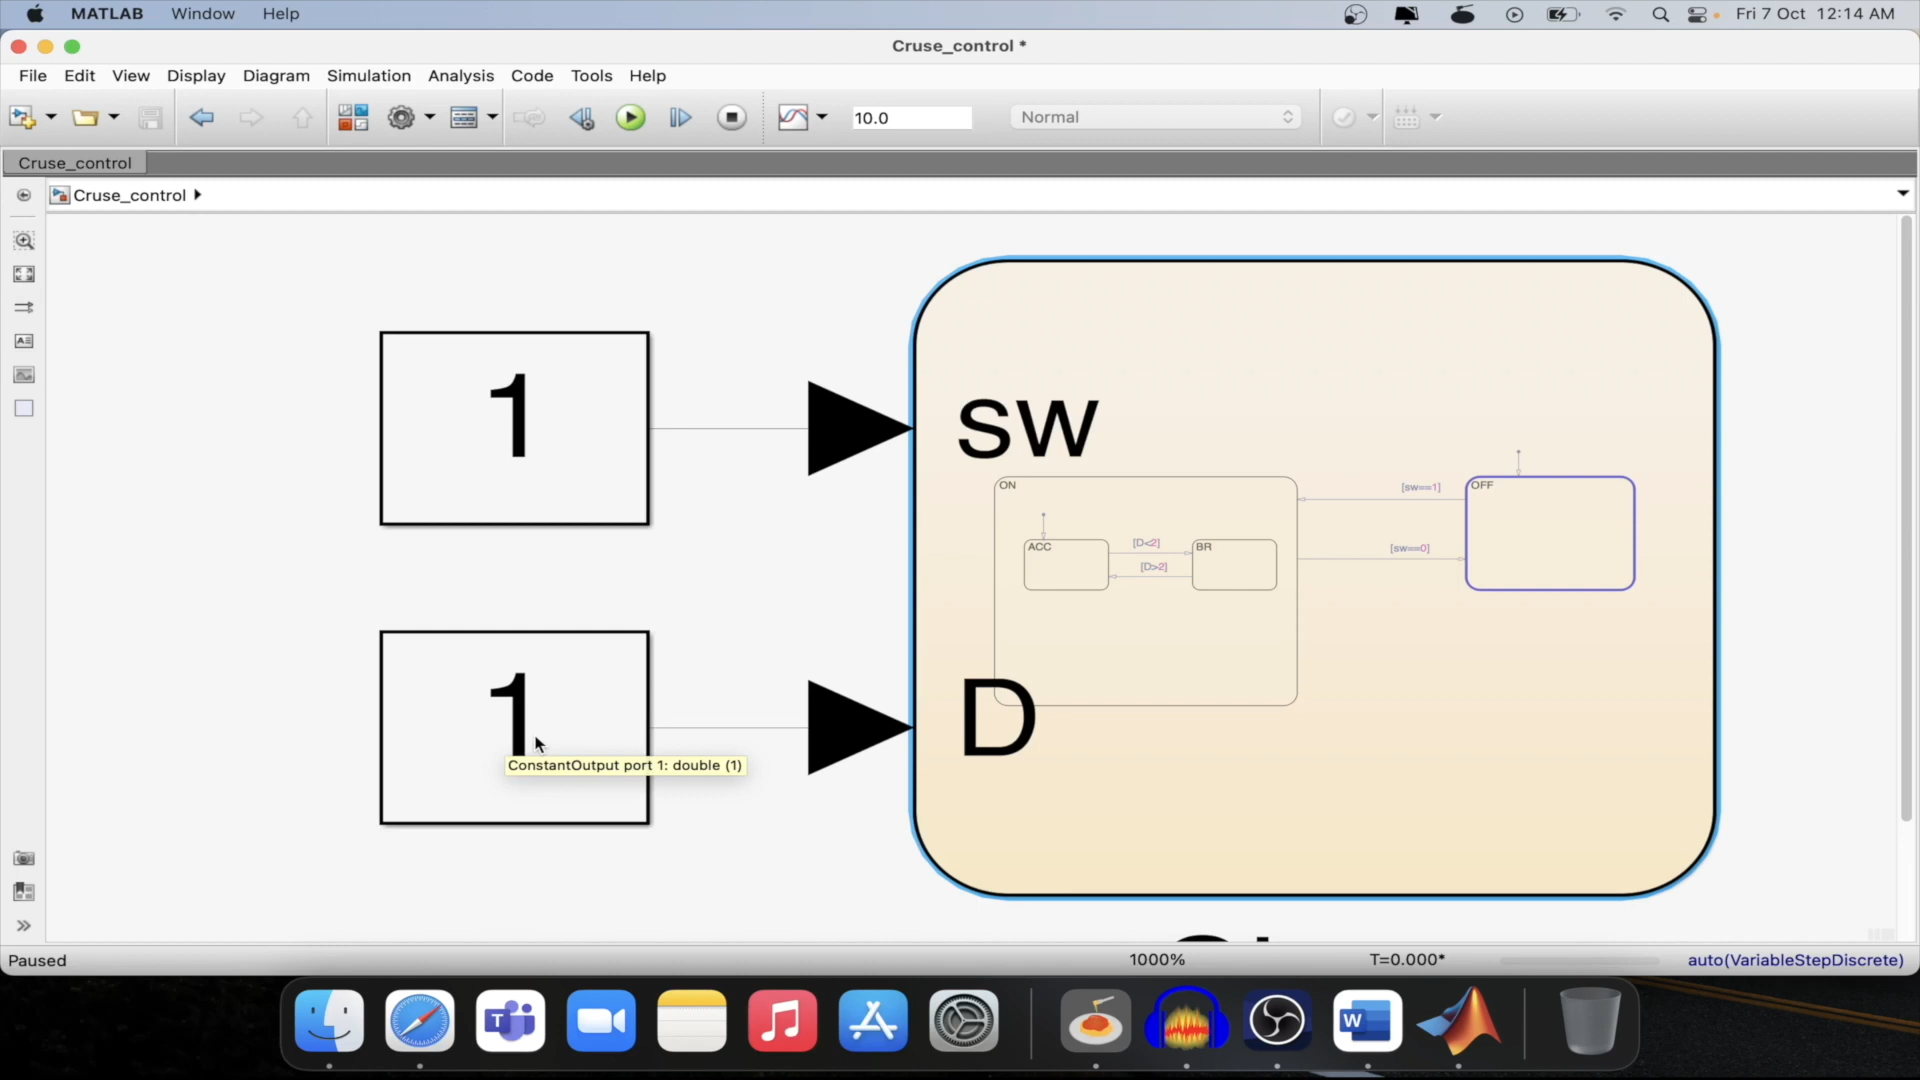 MATLAB Window Help Fri 7 Oct 12:14 AM
Cruse_control *
File Edit View Display Diagram Simulation Analysis Code Tools Help
10.0 Normal
Cruse_control
Cruse_control
1
sw
ON
[sw==1]
OFF
ACC
[D<2]
BR
[sw==0]
[D>2]
1
D
ConstantOutput port 1: double (1)
Paused 1000% T=0.000* auto(VariableStepDiscrete)